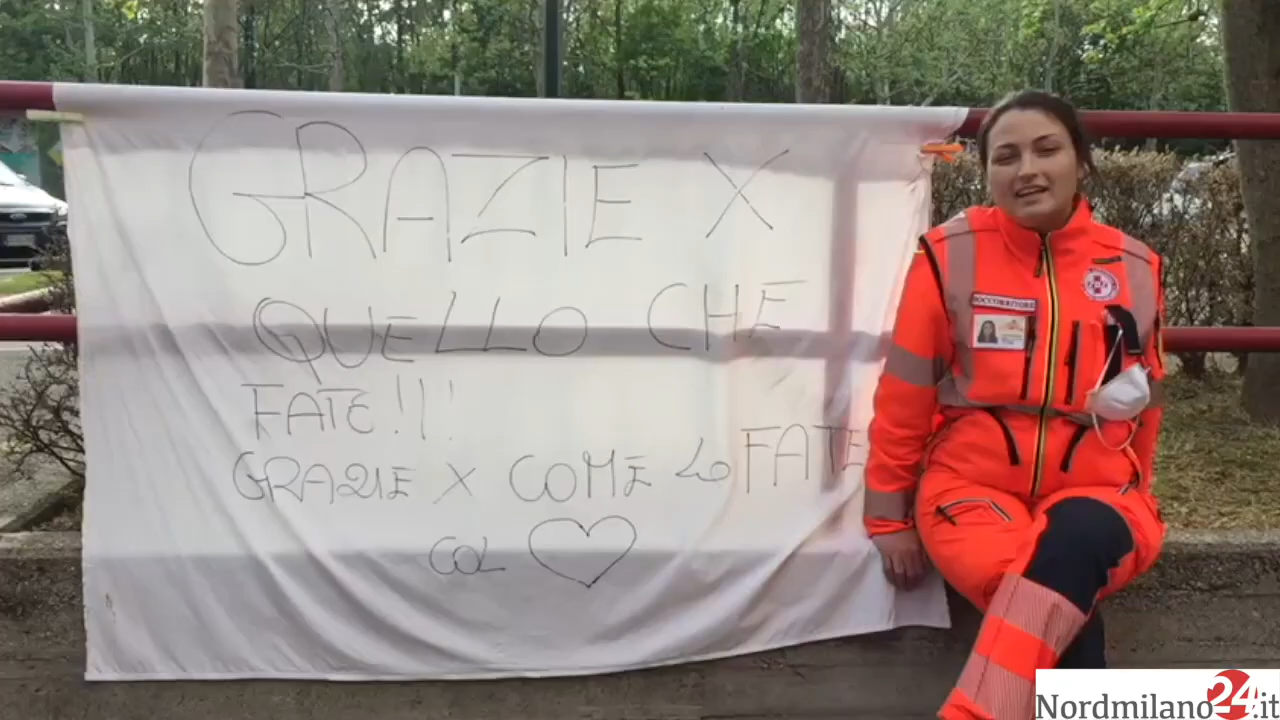 GRAZIE X
QUELLO CHE
FATE!!!
GRAZIE X COME LO FATE
COL
SOCCORRITORE
Nordmilano24.it